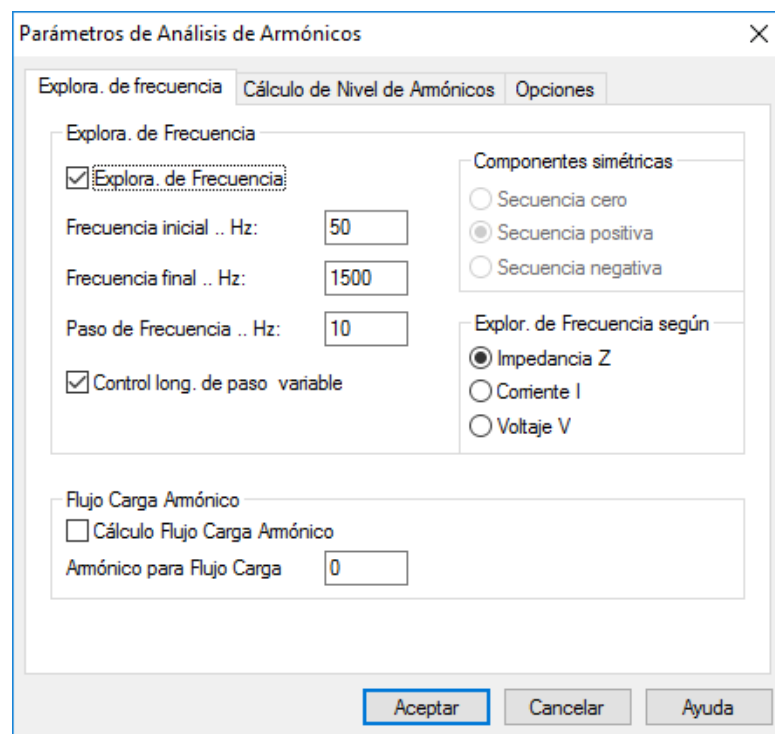 Parámetros de Análisis de Armónicos
Explora. de frecuencia
Cálculo de Nivel de Armónicos
Opciones
Explora. de Frecuencia
Explora. de Frecuencia
Frecuencia inicial .. Hz:
50
Frecuencia final .. Hz:
1500
Paso de Frecuencia .. Hz:
10
Control long. de paso variable
Componentes simétricas
Secuencia cero
Secuencia positiva
Secuencia negativa
Explor. de Frecuencia según
Impedancia Z
Corriente I
Voltaje V
Flujo Carga Armónico
Cálculo Flujo Carga Armónico
Armónico para Flujo Carga
0
Aceptar
Cancelar
Ayuda